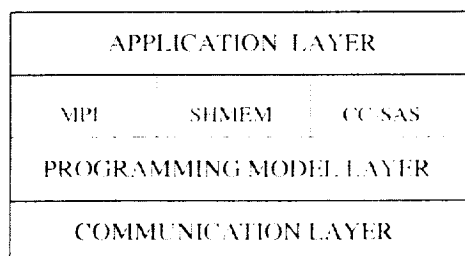 APPLICATION LAYER
MPI SHMEM CC-SAS
PROGRAMMING MODEL LAYER
COMMUNICATION LAYER